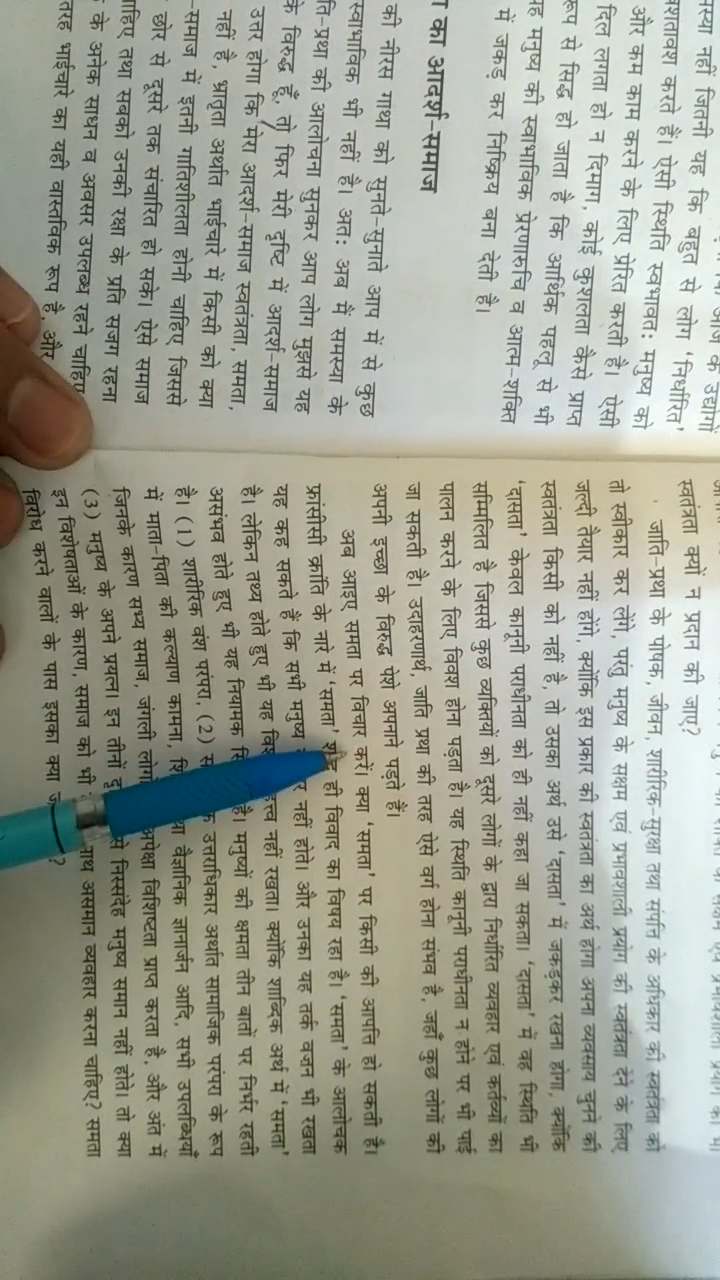 मस्या नहीं जितनी यह कि बहुत से लोग 'निर्धारित'
वशतावश करते हैं। ऐसी स्थिति स्वभावतः मनुष्य को
और कम काम करने के लिए प्रेरित करती है। ऐसी
दिल लगता हो न दिमाग, कोई कुशलता कैसे प्राप्त
रूप से सिद्ध हो जाता है कि आर्थिक पहलू से भी
मनुष्य की स्वाभाविक प्रेरणारुचि व आत्म-शक्ति
में जकड़ कर निष्क्रिय बना देती है।
का आदर्श-समाज
की नीरस गाथा को सुनते-सुनाते आप में से कुछ
स्वाभाविक भी नहीं है। अतः अब मैं समस्या के
ति-प्रथा की आलोचना सुनकर आप लोग मुझसे यह
के विरुद्ध हूँ, तो फिर मेरी दृष्टि में आदर्श-समाज
उत्तर होगा कि मेरा आदर्श-समाज स्वतंत्रता, समता,
नहीं है, भ्रातृता अर्थात भाईचारे में किसी को क्या
-समाज में इतनी गतिशीलता होनी चाहिए जिससे
छोर से दूसरे तक संचारित हो सके। ऐसे समाज
चाहिए तथा सबको उनकी रक्षा के प्रति सजग रहना
के अनेक साधन व अवसर उपलब्ध रहने चाहिए
तरह भाईचारे का यही वास्तविक रूप है, और
स्वतंत्रता क्यों न प्रदान की जाए?
जाति-प्रथा के पोषक, जीवन, शारीरिक-सुरक्षा तथा संपत्ति के अधिकार की स्वतंत्रता को
तो स्वीकार कर लेंगे, परंतु मनुष्य के सक्षम एवं प्रभावशाली प्रयोग की स्वतंत्रता देने के लिए
जल्दी तैयार नहीं होंगे, क्योंकि इस प्रकार की स्वतंत्रता का अर्थ होगा अपना व्यवसाय चुनने की
स्वतंत्रता किसी को नहीं है, तो उसका अर्थ उसे 'दासता' में जकड़कर रखना होगा, क्योंकि
'दासता' केवल कानूनी पराधीनता को ही नहीं कहा जा सकता। 'दासता' में वह स्थिति भी
सम्मिलित है जिससे कुछ व्यक्तियों को दूसरे लोगों के द्वारा निर्धारित व्यवहार एवं कर्तव्यों का
पालन करने के लिए विवश होना पड़ता है। यह स्थिति कानूनी पराधीनता न होने पर भी पाई
जा सकती है। उदाहरणार्थ, जाति प्रथा की तरह ऐसे वर्ग होना संभव है, जहाँ कुछ लोगों की
अपनी इच्छा के विरुद्ध पेशे अपनाने पड़ते हैं।
अब आइए समता पर विचार करें। क्या 'समता' पर किसी की आपत्ति हो सकती है।
फ्रांसीसी क्रांति के नारे में 'समता' ही विवाद का विषय रहा है। 'समता' के आलोचक
यह कह सकते हैं कि सभी मनुष्य नहीं होते। और उनका यह तर्क वजन भी रखता
है। लेकिन तथ्य होते हुए भी यह नहीं रखता। क्योंकि शाब्दिक अर्थ में 'समता'
असंभव होते हुए भी यह नियामक है। मनुष्यों की क्षमता तीन बातों पर निर्भर रहती
है। (1) शारीरिक वंश परंपरा, (2) उत्तराधिकार अर्थात सामाजिक परंपरा के रूप
में माता-पिता की कल्याण कामना, वैज्ञानिक ज्ञानार्जन आदि, सभी उपलब्धियाँ
जिनके कारण सभ्य समाज, जंगली अपेक्षा विशिष्टता प्राप्त करता है, और अंत में
(3) मनुष्य के अपने प्रयत्न। इन तीनों से निस्संदेह मनुष्य समान नहीं होते। तो क्या
इन विशेषताओं के कारण, समाज को भी असमान व्यवहार करना चाहिए? समता
विरोध करने वालों के पास इसका क्या